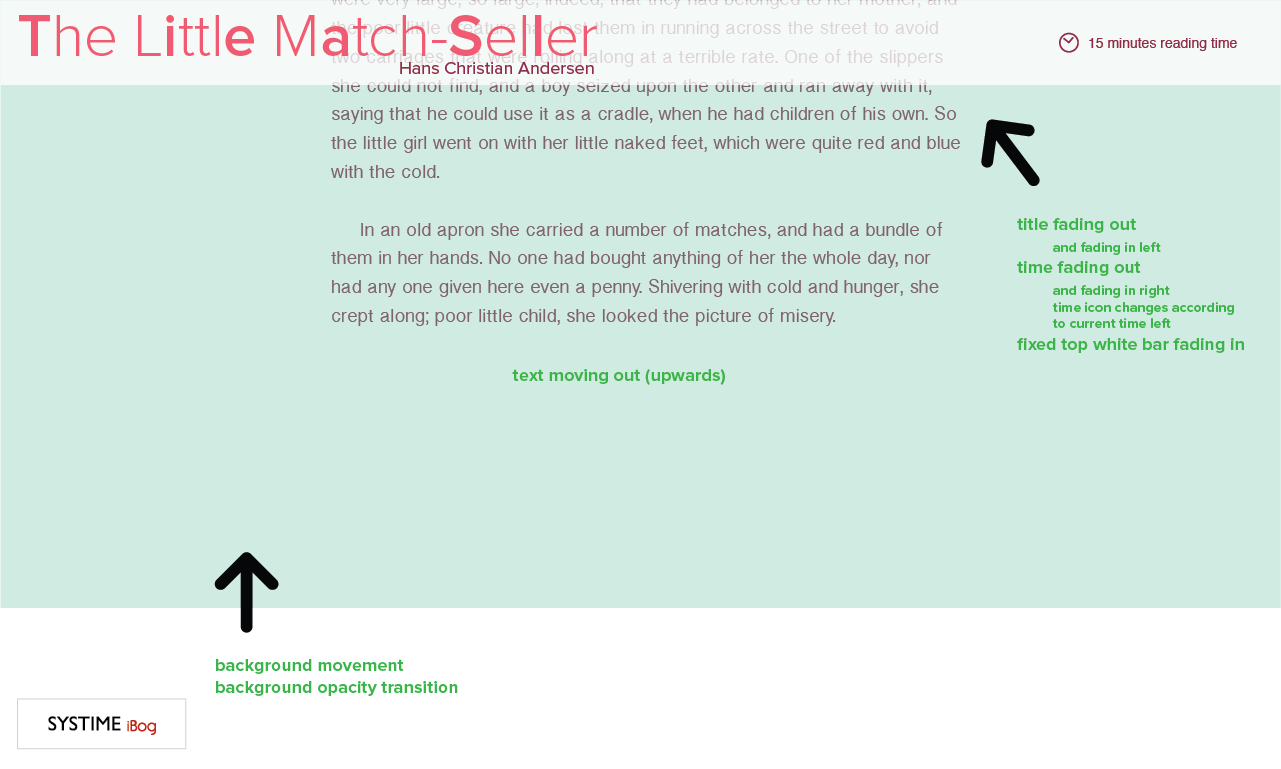 The Little Match-Seller
Hans Christian Andersen
15 minutes reading time
were very large, so large, indeed, that they had belonged to her mother, and
the poor little creature had lost them in running across the street to avoid
two carriages that were rolling along at a terrible rate. One of the slippers
she could not find, and a boy seized upon the other and ran away with it,
saying that he could use it as a cradle, when he had children of his own. So
the little girl went on with her little naked feet, which were quite red and blue
with the cold.
In an old apron she carried a number of matches, and had a bundle of
them in her hands. No one had bought anything of her the whole day, nor
had any one given here even a penny. Shivering with cold and hunger, she
crept along; poor little child, she looked the picture of misery.
title fading out
and fading in left
time fading out
and fading in right
time icon changes according
to current time left
fixed top white bar fading in
text moving out (upwards)
background movement
background opacity transition
SYSTIME iBog